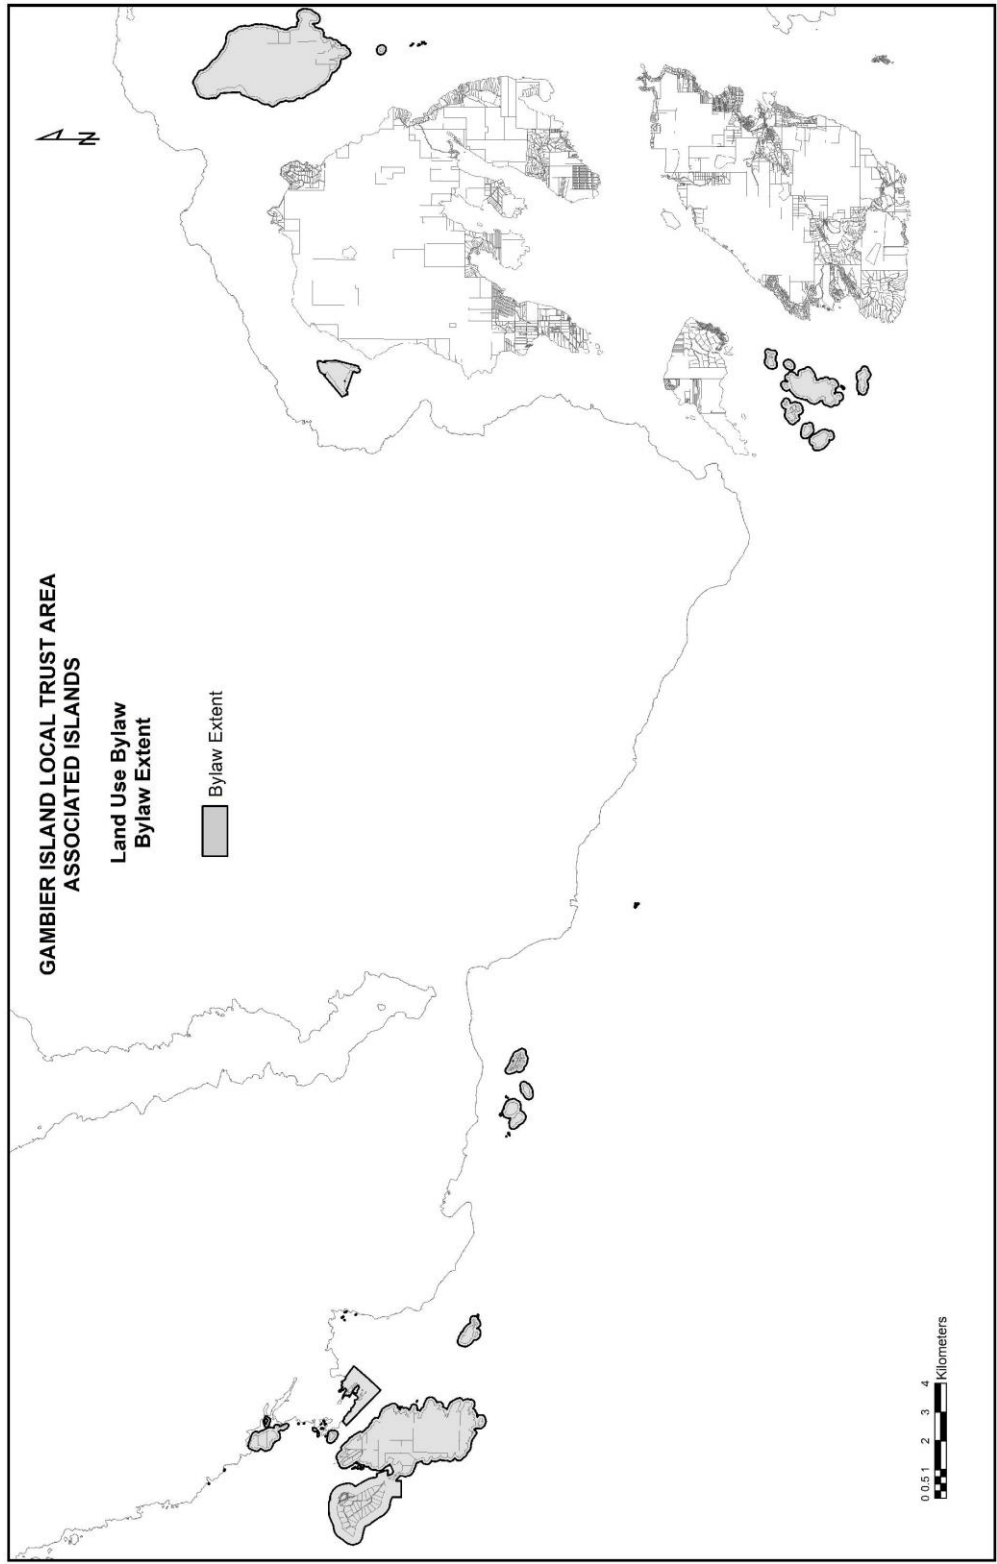 GAMBIER ISLAND LOCAL TRUST AREA
ASSOCIATED ISLANDS
Land Use Bylaw
Bylaw Extent
Bylaw Extent
N
0 0.5 1 2 3 4
Kilometers